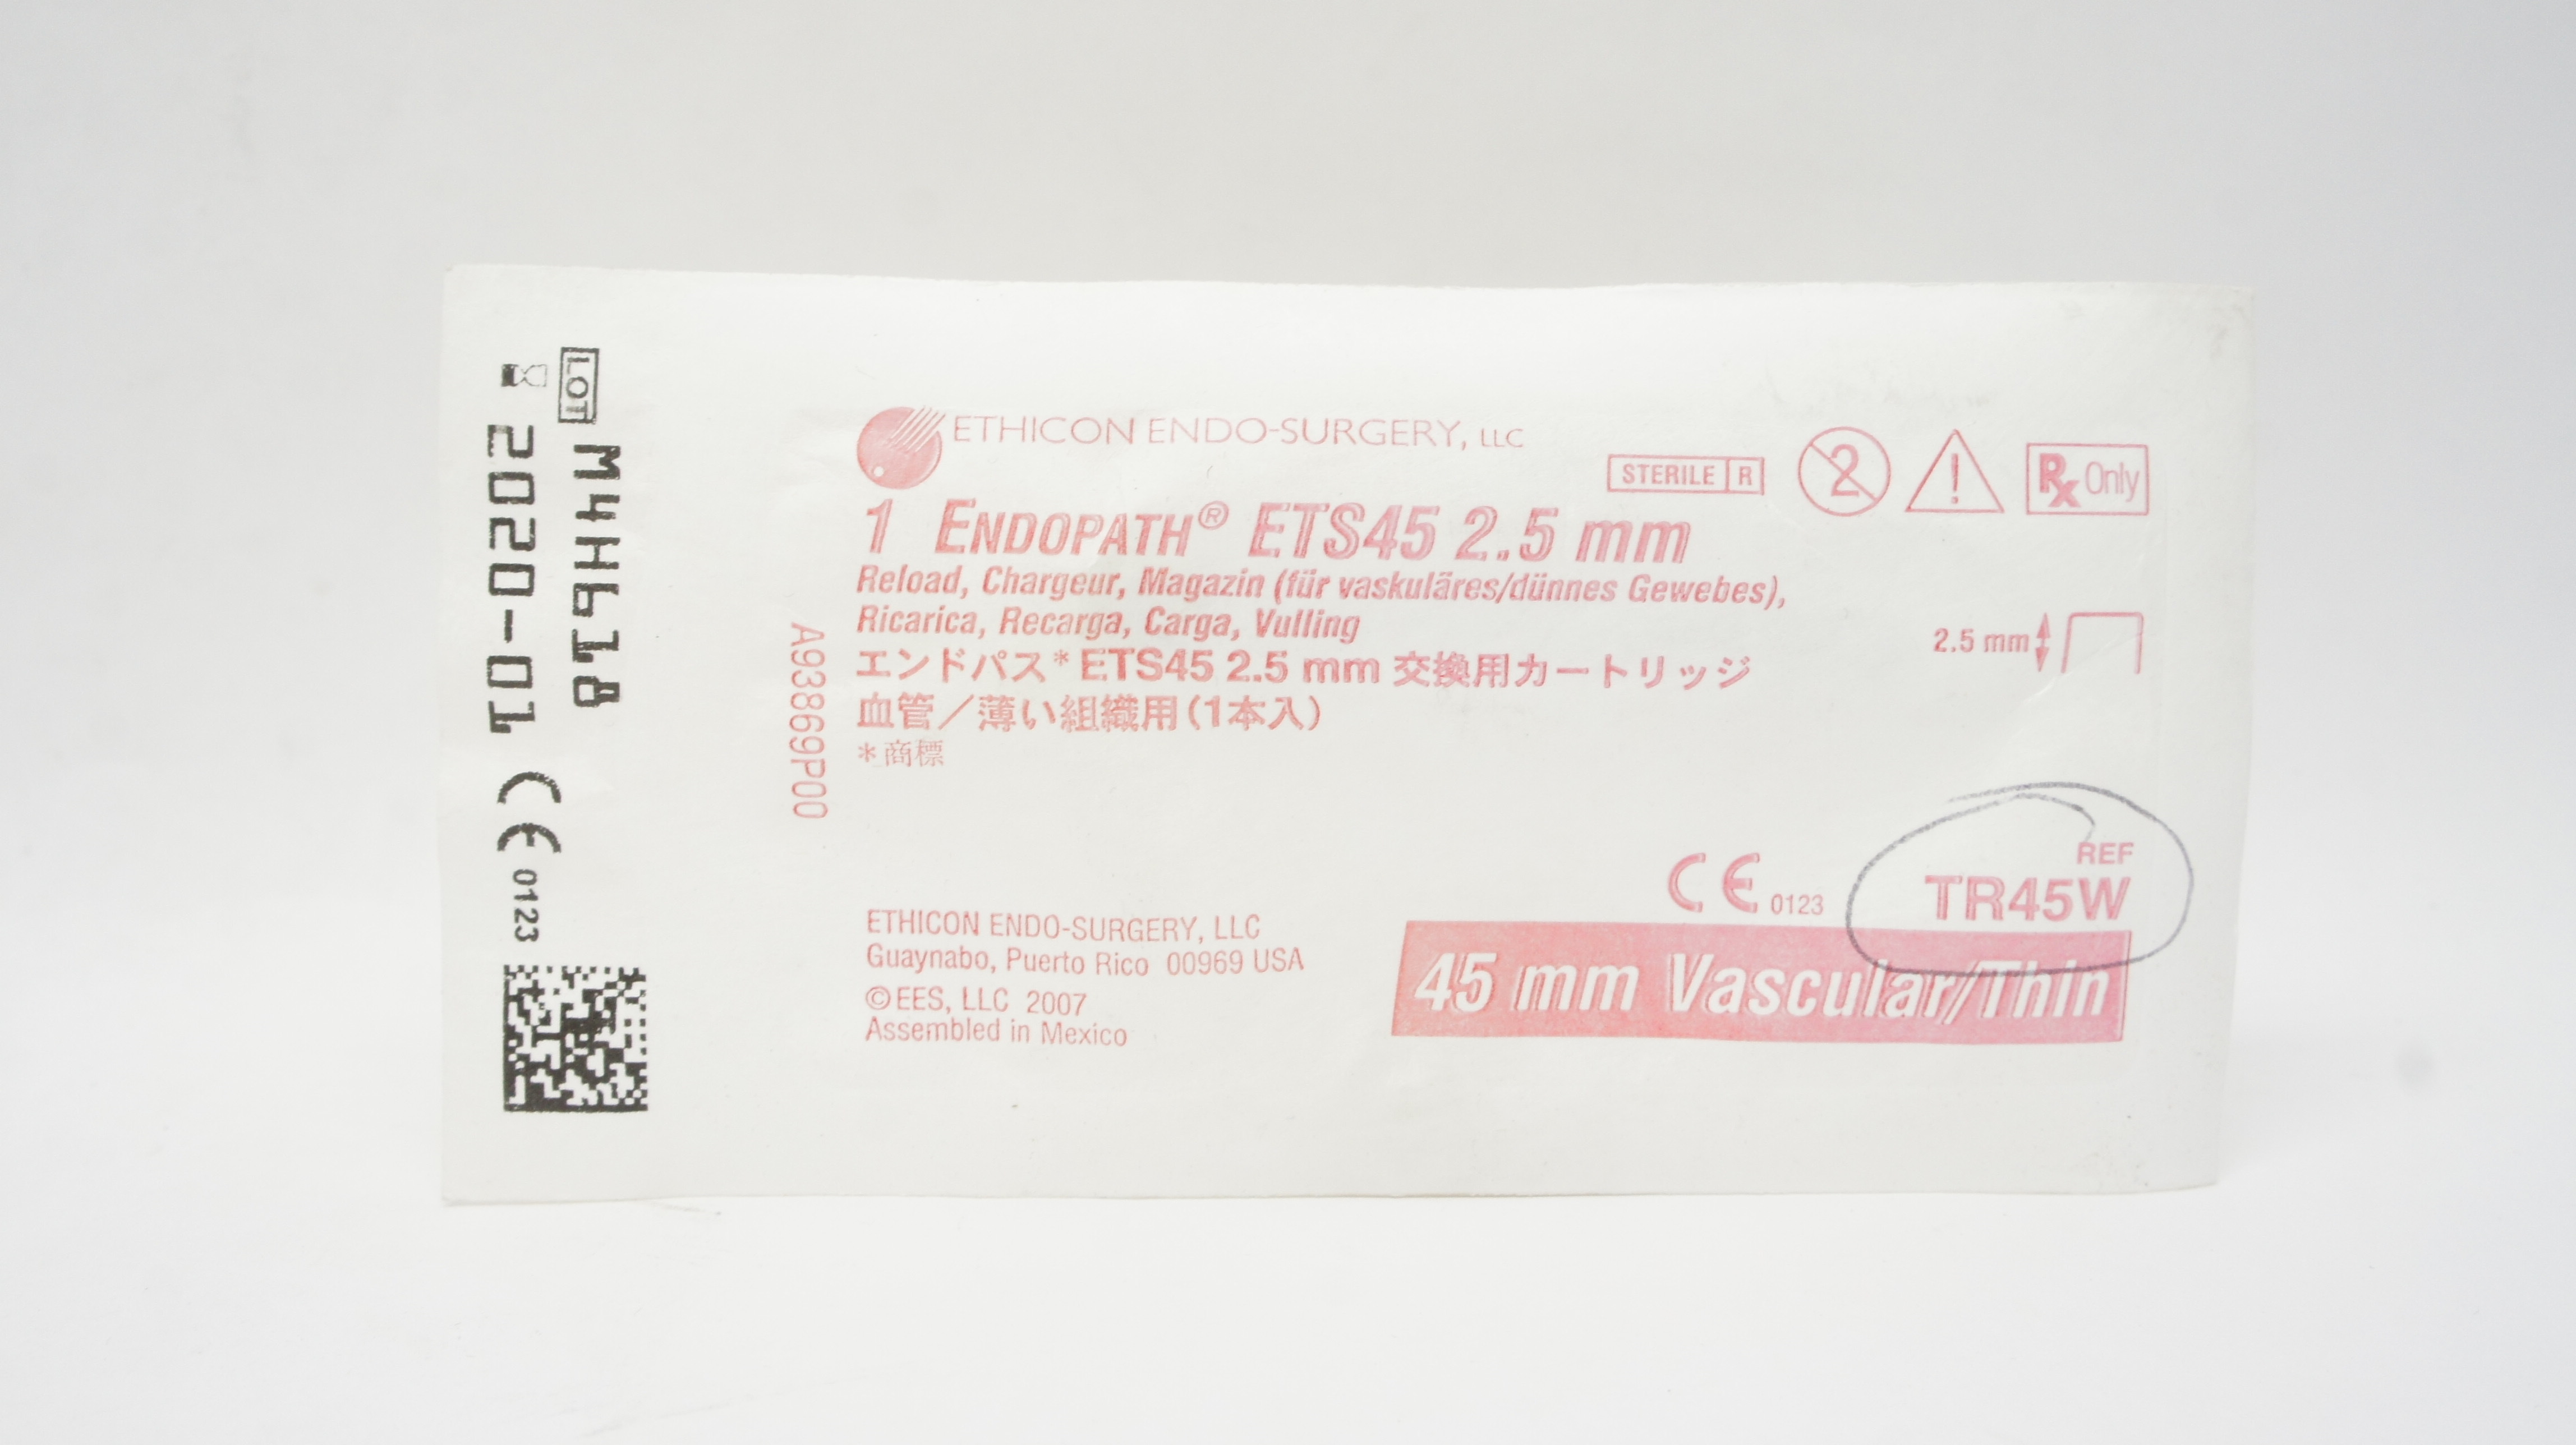 LOT M4H618
2020-01
CE 0123
ETHICON ENDO-SURGERY, LLC
STERILE R
2
!
Rx Only
1 ENDOPATH® ETS45 2.5 mm
Reload, Chargeur, Magazin (für vaskuläres/dünnes Gewebes),
Ricarica, Recarga, Carga, Vulling
エンドパス* ETS45 2.5 mm 交換用カートリッジ
血管／薄い組織用(1本入)
*商標
A93869P00
2.5 mm
REF
TR45W
CE 0123
45 mm Vascular/Thin
ETHICON ENDO-SURGERY, LLC
Guaynabo, Puerto Rico 00969 USA
©EES, LLC 2007
Assembled in Mexico